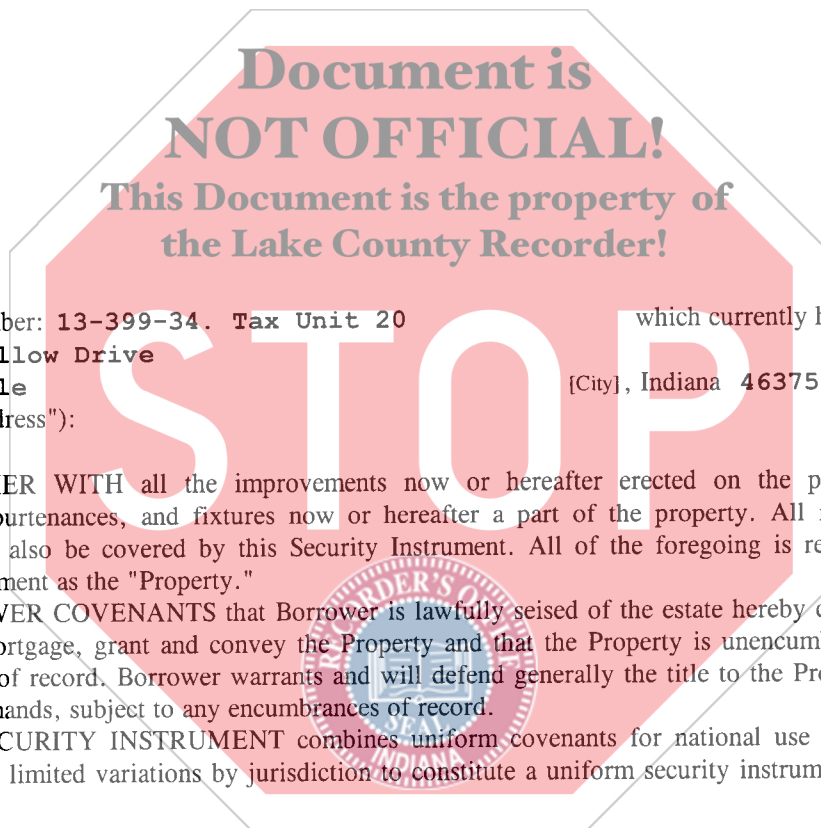 Document is
NOT OFFICIAL!
This Document is the property of
the Lake County Recorder!
ber: 13-399-34. Tax Unit 20 which currently h
llow Drive
le [City], Indiana 46375
dress"):
STOP
ER WITH all the improvements now or hereafter erected on the p
ourtenances, and fixtures now or hereafter a part of the property. All
also be covered by this Security Instrument. All of the foregoing is re
ment as the "Property."
VER COVENANTS that Borrower is lawfully seised of the estate hereby
ortgage, grant and convey the Property and that the Property is unencum
of record. Borrower warrants and will defend generally the title to the Pro
ands, subject to any encumbrances of record.
CURITY INSTRUMENT combines uniform covenants for national use
limited variations by jurisdiction to constitute a uniform security instrum
RECORDER'S OFFICE
SEAL
INDIANA